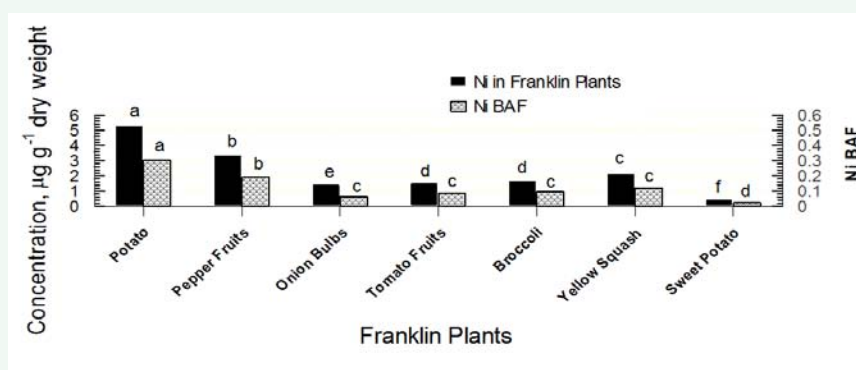 Concentration, µg g⁻¹ dry weight
Ni in Franklin Plants
Ni BAF
6
5
4
3
2
1
0
a
a
b
b
e
c
d
c
d
c
c
c
f
d
0.6
0.5
0.4
0.3
0.2
0.1
0
Ni BAF
Potato
Pepper Fruits
Onion Bulbs
Tomato Fruits
Broccoli
Yellow Squash
Sweet Potato
Franklin Plants